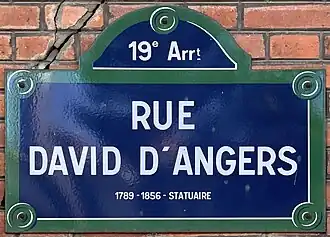 19e Arrt
RUE
DAVID D'ANGERS
1789 - 1856 - STATUAIRE